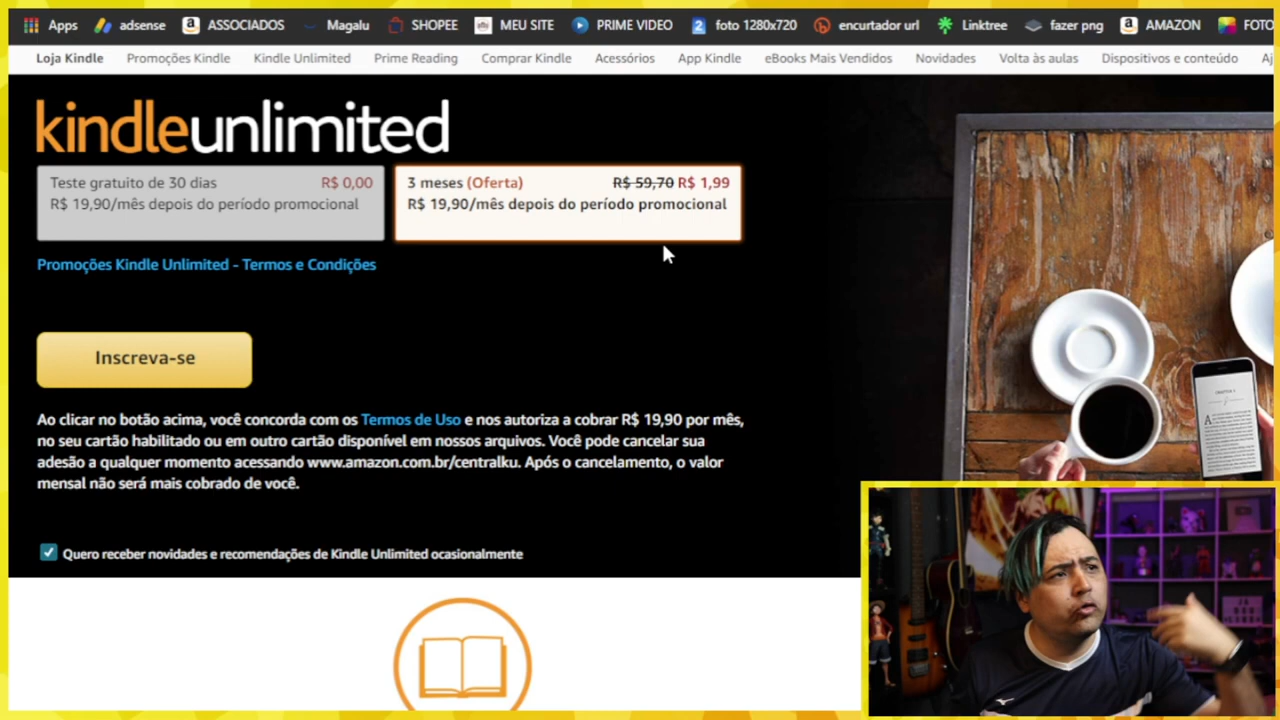 Apps adsense ASSOCIADOS Magalu SHOPEE MEU SITE PRIME VIDEO foto 1280x720 encurtador url Linktree fazer png AMAZON FOTO
Loja Kindle Promoções Kindle Kindle Unlimited Prime Reading Comprar Kindle Acessórios App Kindle eBooks Mais Vendidos Novidades Volta às aulas Dispositivos e conteúdo Aj
kindleunlimited
Teste gratuito de 30 dias R$ 0,00
R$ 19,90/mês depois do período promocional
3 meses (Oferta) R$ 59,70 R$ 1,99
R$ 19,90/mês depois do período promocional
Promoções Kindle Unlimited - Termos e Condições
Inscreva-se
Ao clicar no botão acima, você concorda com os Termos de Uso e nos autoriza a cobrar R$ 19,90 por mês,
no seu cartão habilitado ou em outro cartão disponível em nossos arquivos. Você pode cancelar sua
adesão a qualquer momento acessando www.amazon.com.br/centralku. Após o cancelamento, o valor
mensal não será mais cobrado de você.
Quero receber novidades e recomendações de Kindle Unlimited ocasionalmente